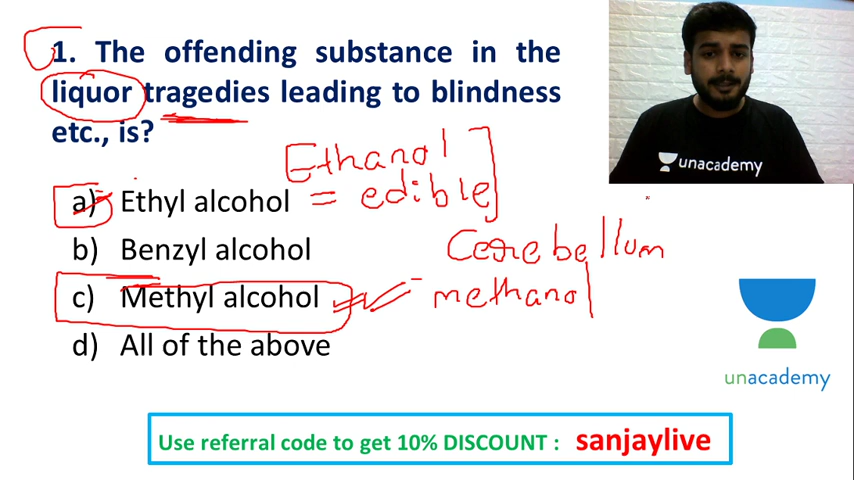 1. The offending substance in the
liquor tragedies leading to blindness
etc., is?
Ethanol
a) Ethyl alcohol = edible
b) Benzyl alcohol
Cerebellum
c) Methyl alcohol
methanol
d) All of the above
unacademy
unacademy
Use referral code to get 10% DISCOUNT : sanjaylive